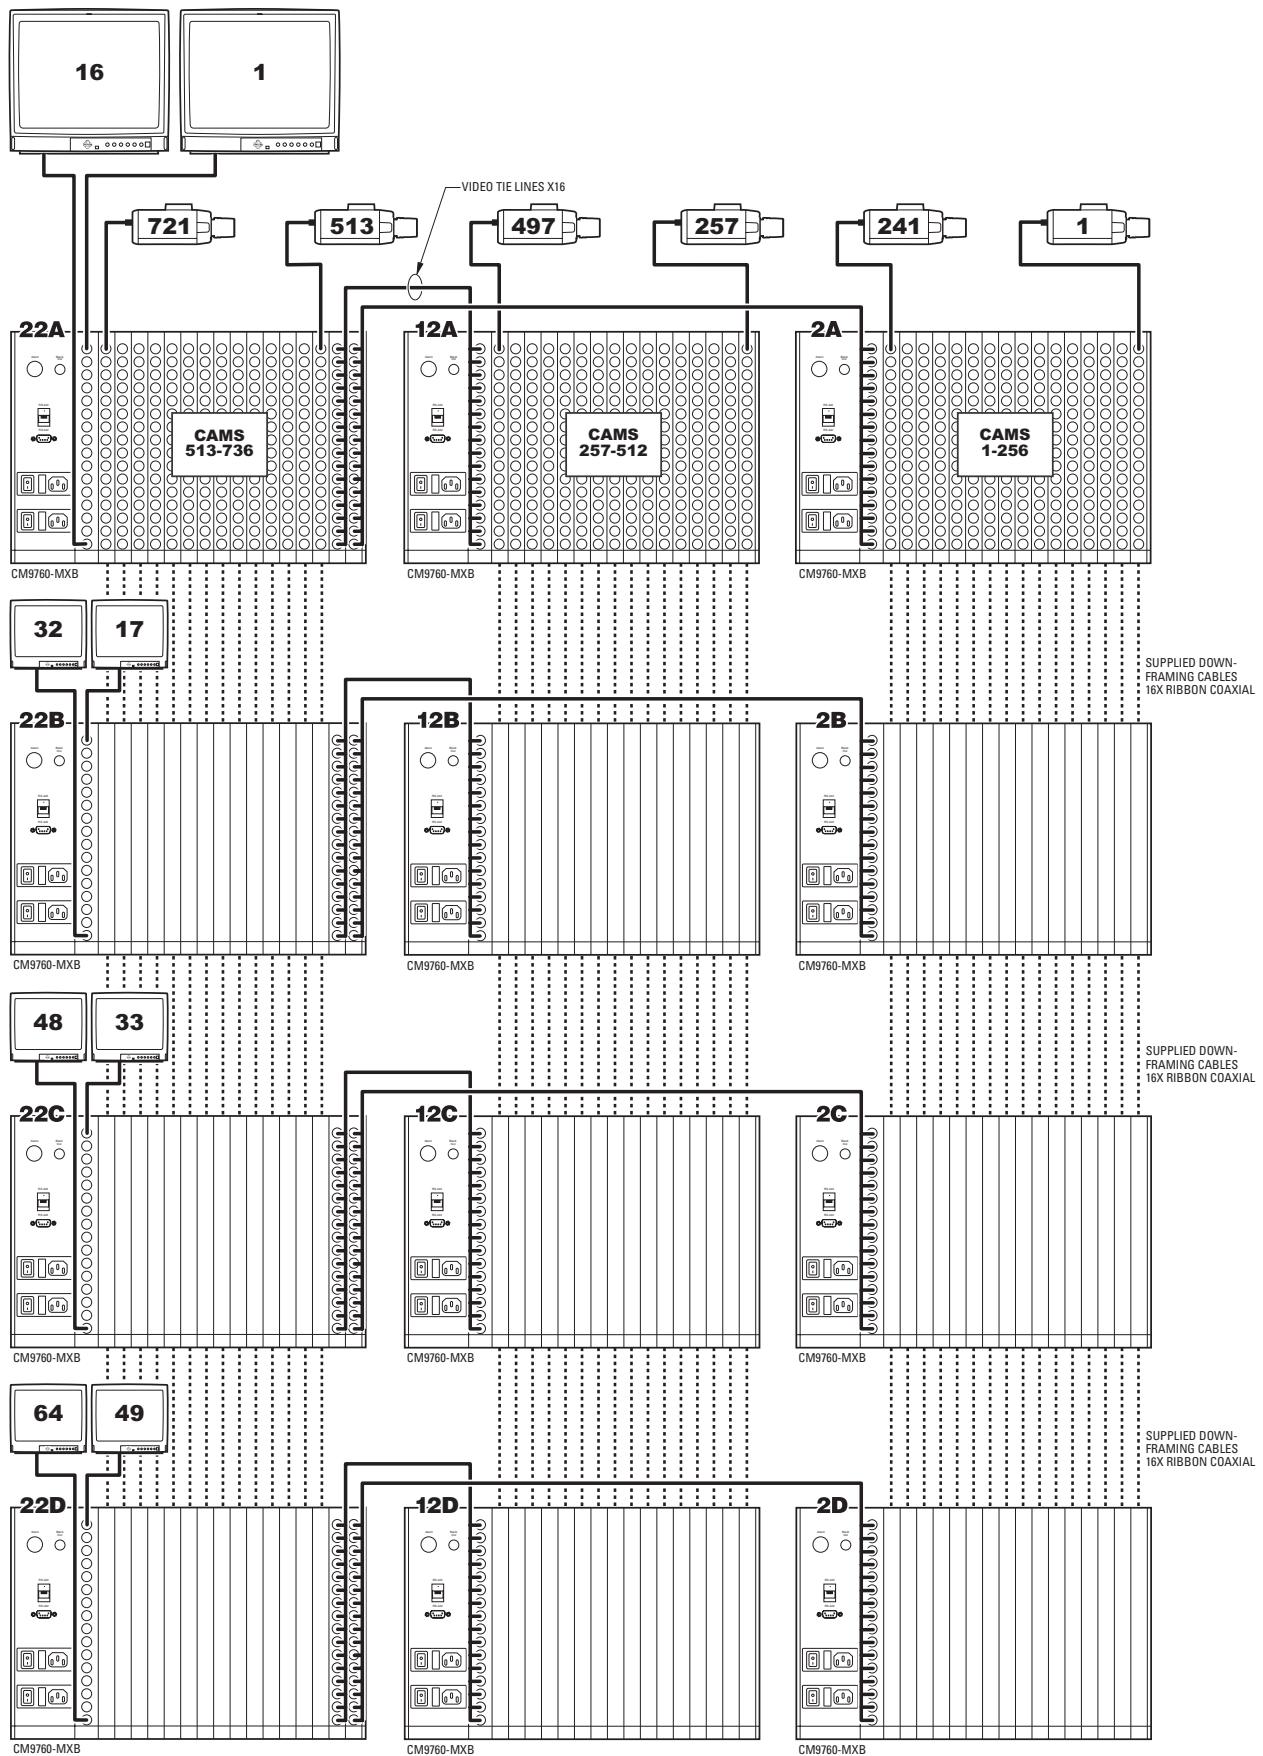 16
1
VIDEO TIE LINES X16
721
513
497
257
241
1
22A
12A
2A
CAMS
513-736
CAMS
257-512
CAMS
1-256
CM9760-MXB
CM9760-MXB
CM9760-MXB
32
17
SUPPLIED DOWN-
FRAMING CABLES
16X RIBBON COAXIAL
22B
12B
2B
CM9760-MXB
CM9760-MXB
CM9760-MXB
48
33
SUPPLIED DOWN-
FRAMING CABLES
16X RIBBON COAXIAL
22C
12C
2C
CM9760-MXB
CM9760-MXB
CM9760-MXB
64
49
SUPPLIED DOWN-
FRAMING CABLES
16X RIBBON COAXIAL
22D
12D
2D
CM9760-MXB
CM9760-MXB
CM9760-MXB